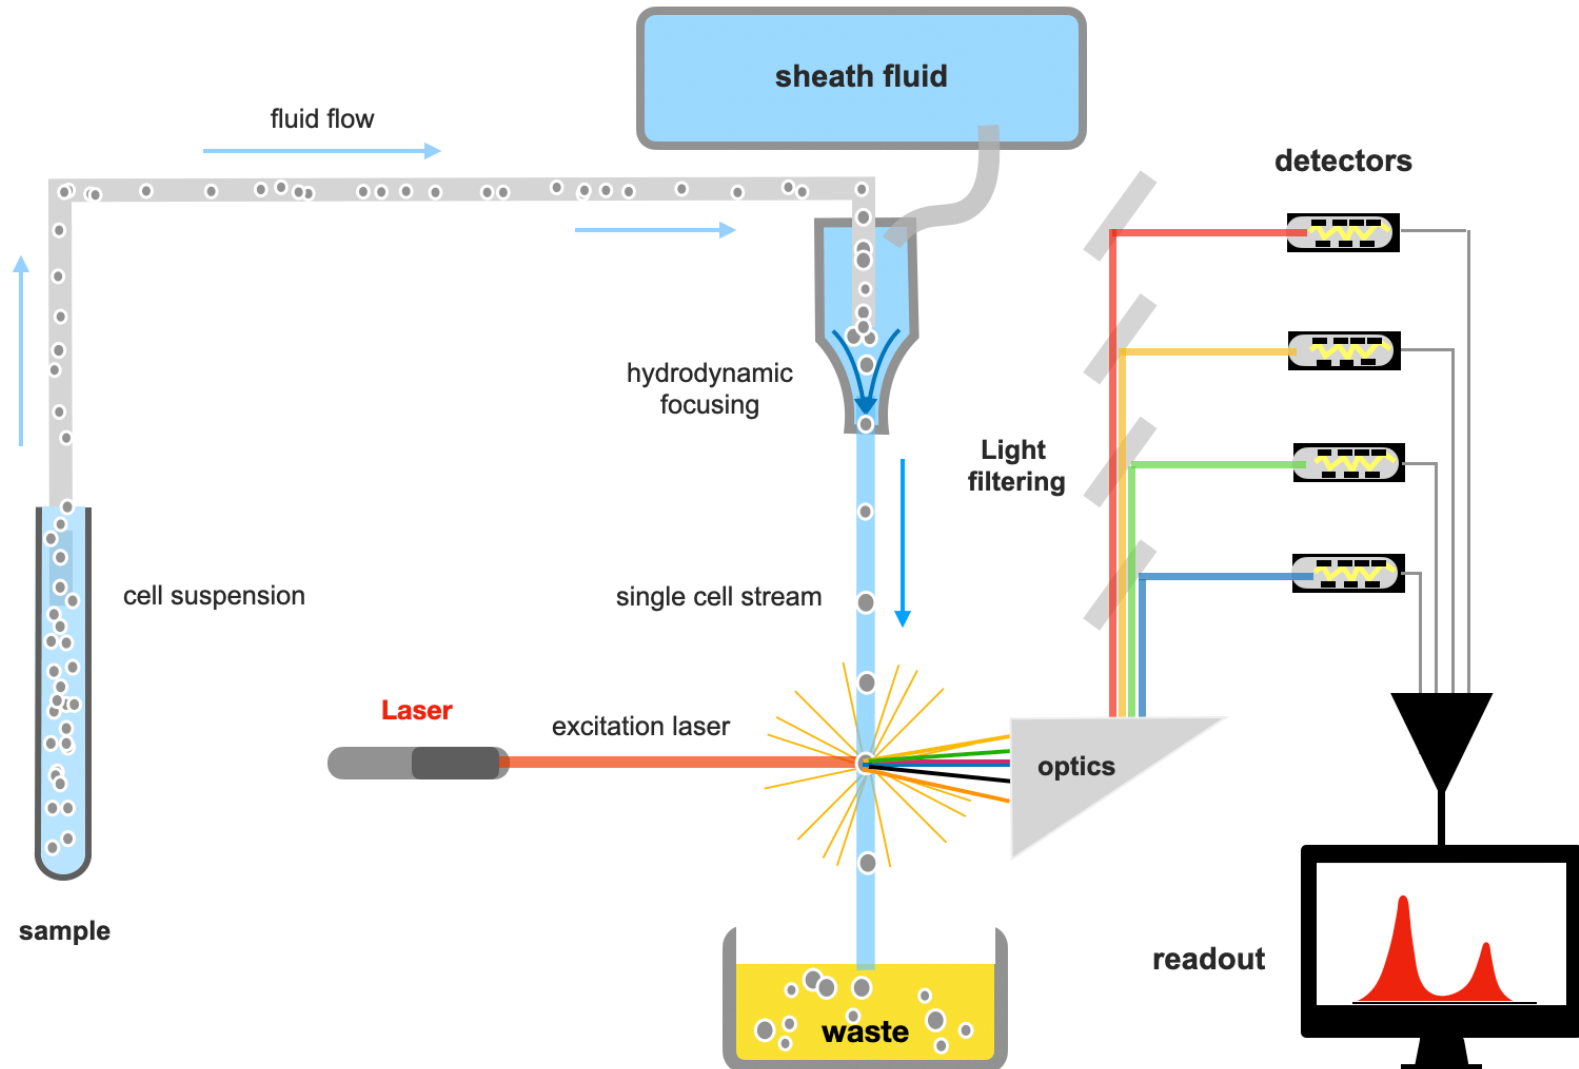 sheath fluid
fluid flow
detectors
hydrodynamic
focusing
Light
filtering
cell suspension
single cell stream
Laser
excitation laser
optics
sample
readout
waste